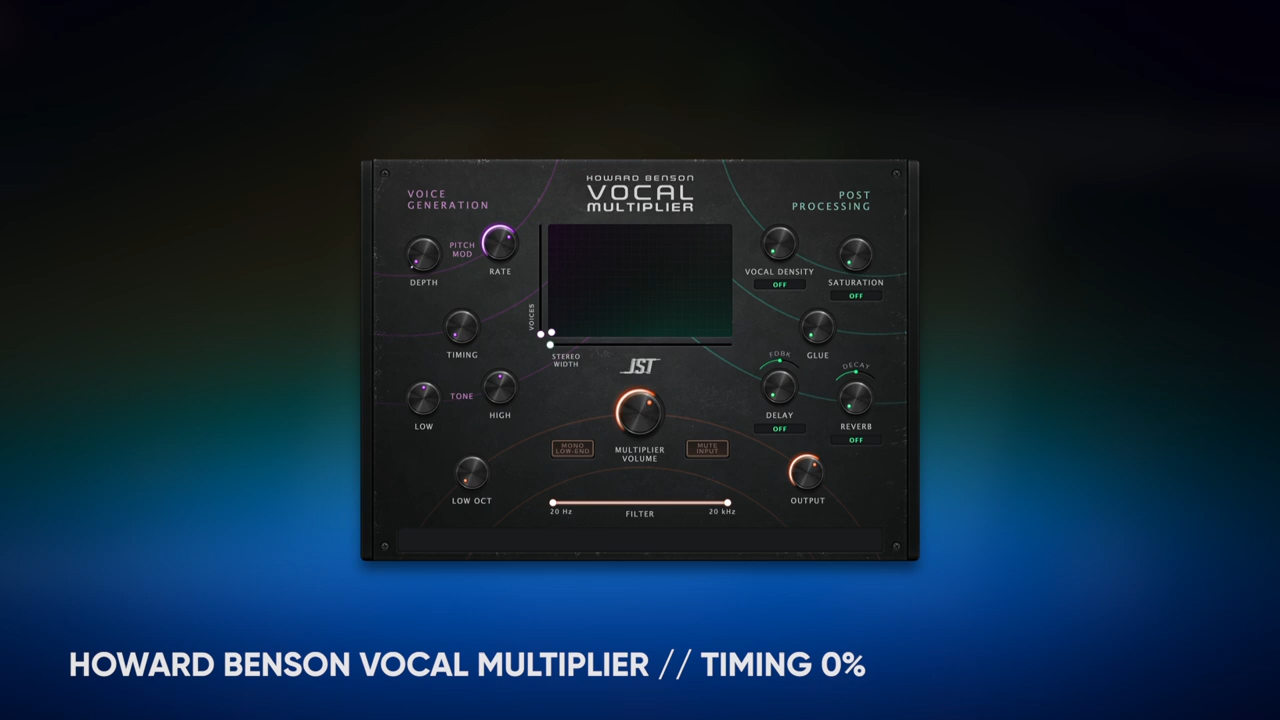 HOWARD BENSON
VOCAL
MULTIPLIER
VOICE
GENERATION
POST
PROCESSING
PITCH
MOD
RATE
DEPTH
VOCAL DENSITY
OFF
SATURATION
OFF
VOICES
TIMING
STEREO
WIDTH
JST
GLUE
FDBK
DECAY
TONE
LOW
HIGH
DELAY
OFF
REVERB
OFF
MONO
LOW-END
MULTIPLIER
VOLUME
MUTE
INPUT
LOW OCT
OUTPUT
20 Hz
FILTER
20 kHz
HOWARD BENSON VOCAL MULTIPLIER // TIMING 0%